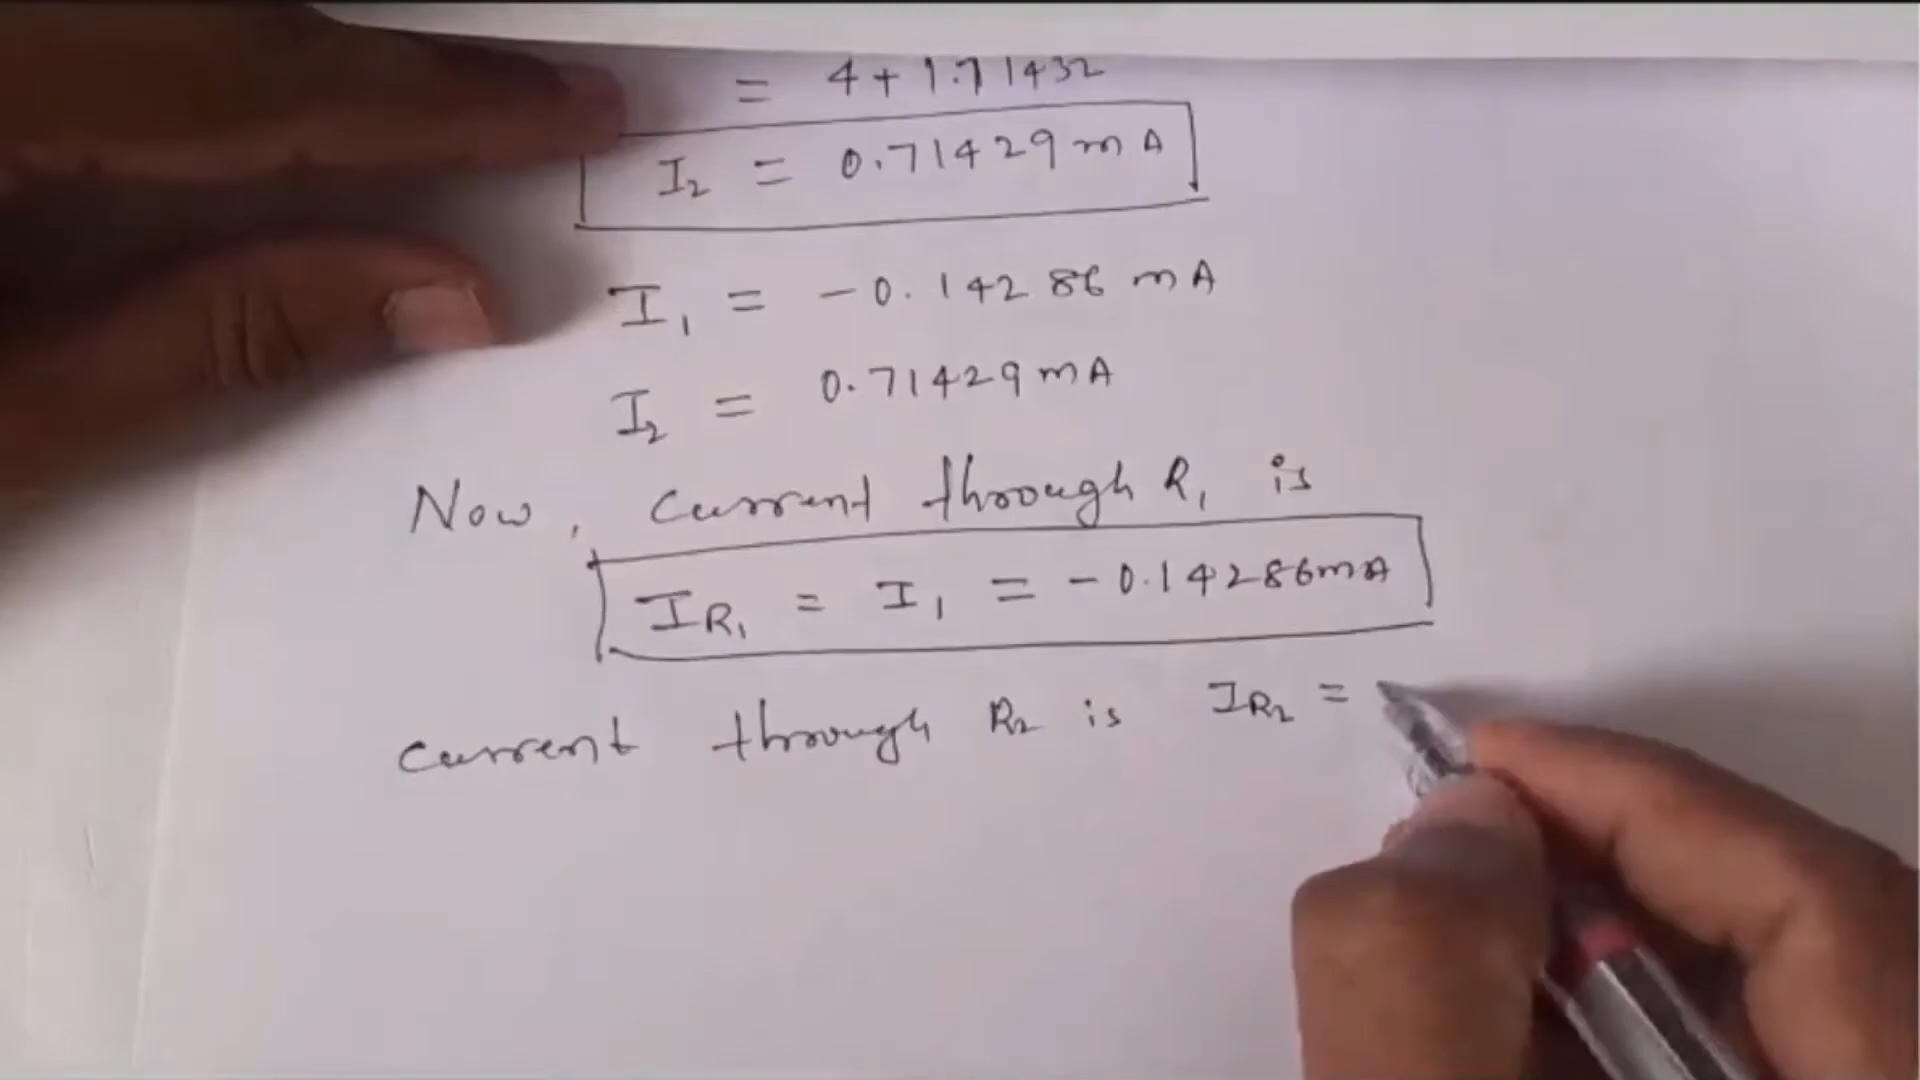 = 4 + 1.71432
I₂ = 0.71429 mA
I₁ = -0.14286 mA
I₂ = 0.71429 mA
Now, current through R₁ is
IR₁ = I₁ = -0.14286 mA
current through R₂ is IR₂ =